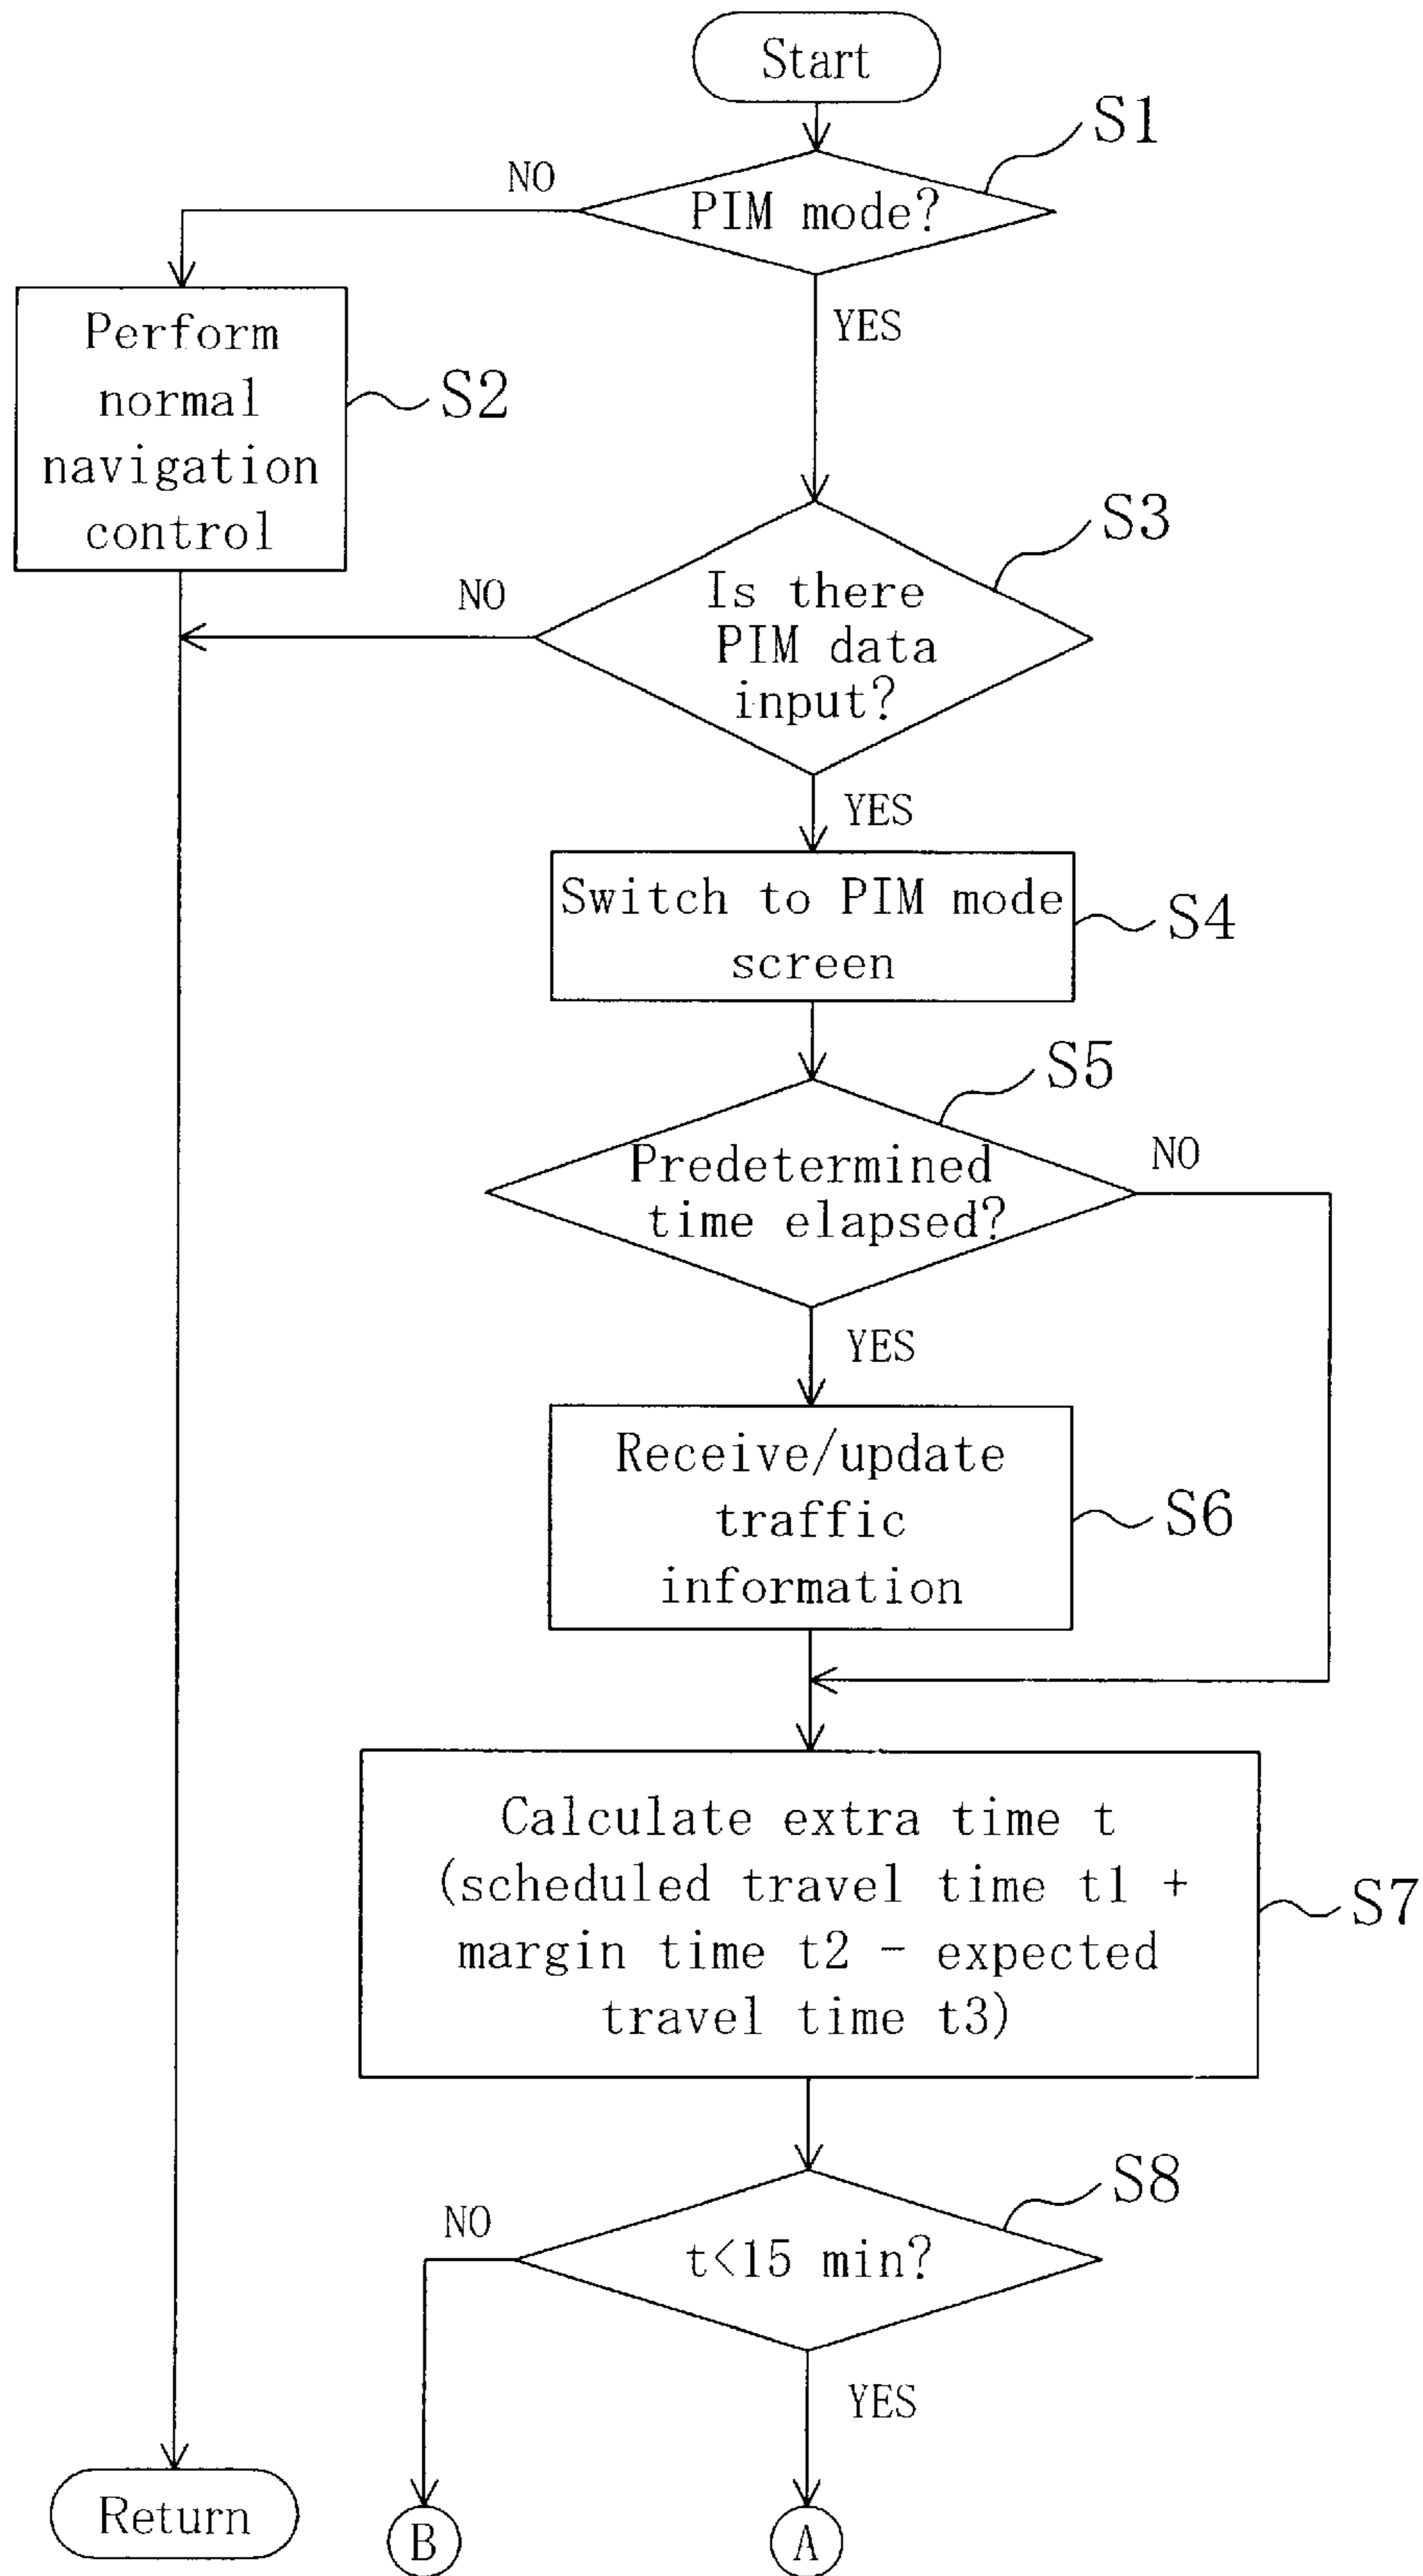 Start
S1
NO
PIM mode?
YES
Perform
normal
navigation
control
S2
S3
NO
Is there
PIM data
input?
YES
Switch to PIM mode
screen
S4
S5
Predetermined
time elapsed?
NO
YES
Receive/update
traffic
information
S6
Calculate extra time t
(scheduled travel time t1 +
margin time t2 - expected
travel time t3)
S7
S8
NO
t<15 min?
YES
Return
B
A